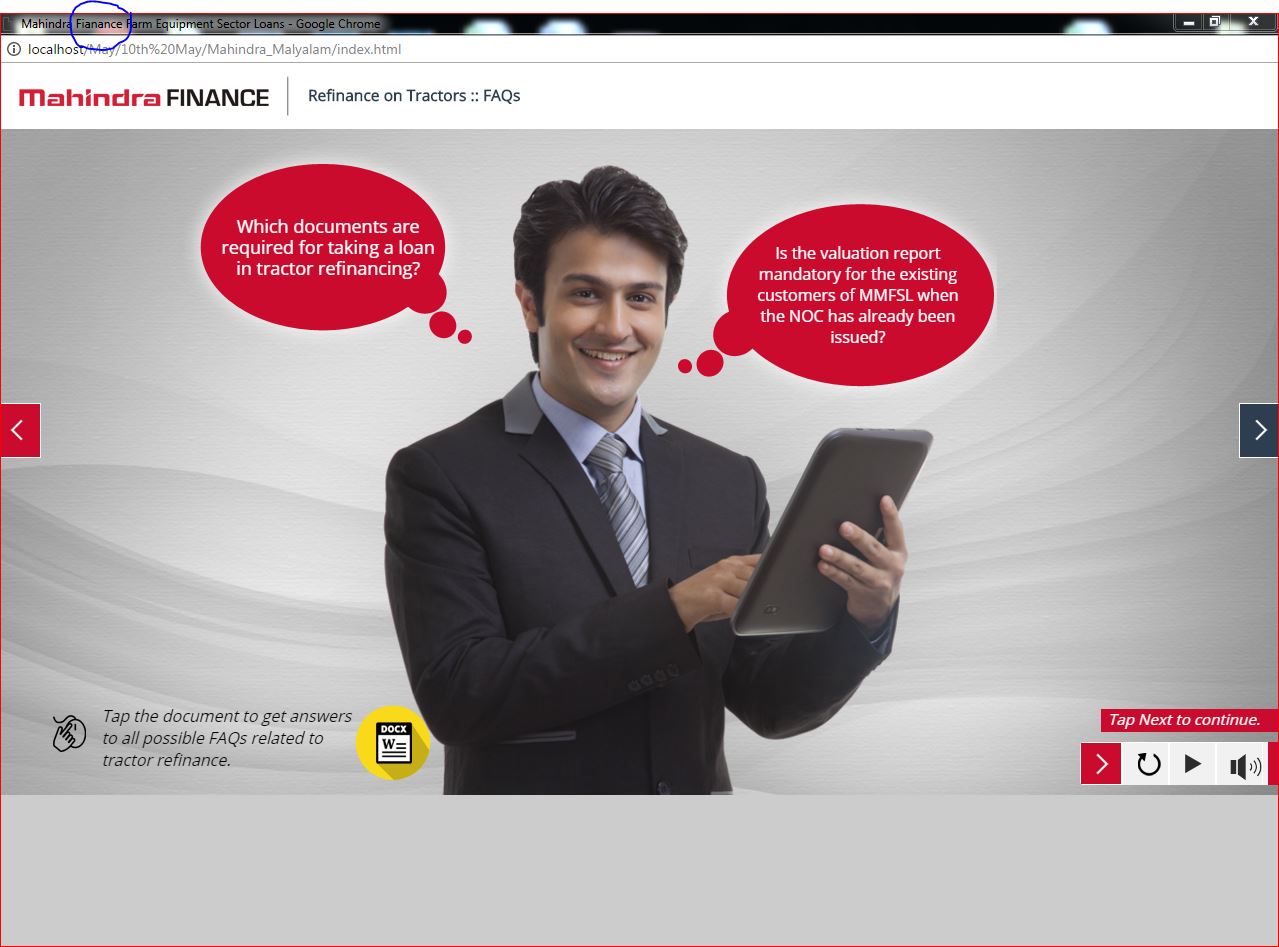 Mahindra Fianance Farm Equipment Sector Loans - Google Chrome
localhost/May/10th%20May/Mahindra_Malyalam/index.html
Mahindra FINANCE
Refinance on Tractors :: FAQs
Which documents are
required for taking a loan
in tractor refinancing?
Is the valuation report
mandatory for the existing
customers of MMFSL when
the NOC has already been
issued?
Tap the document to get answers
to all possible FAQs related to
tractor refinance.
DOCX
W
Tap Next to continue.